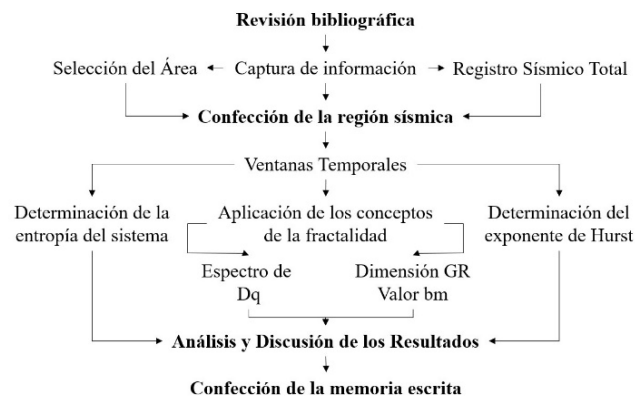 Revisión bibliográfica
Selección del Área
Captura de información
Registro Sísmico Total
Confección de la región sísmica
Ventanas Temporales
Determinación de la
entropía del sistema
Aplicación de los conceptos
de la fractalidad
Determinación del
exponente de Hurst
Espectro de
Dq
Dimensión GR
Valor bm
Análisis y Discusión de los Resultados
Confección de la memoria escrita